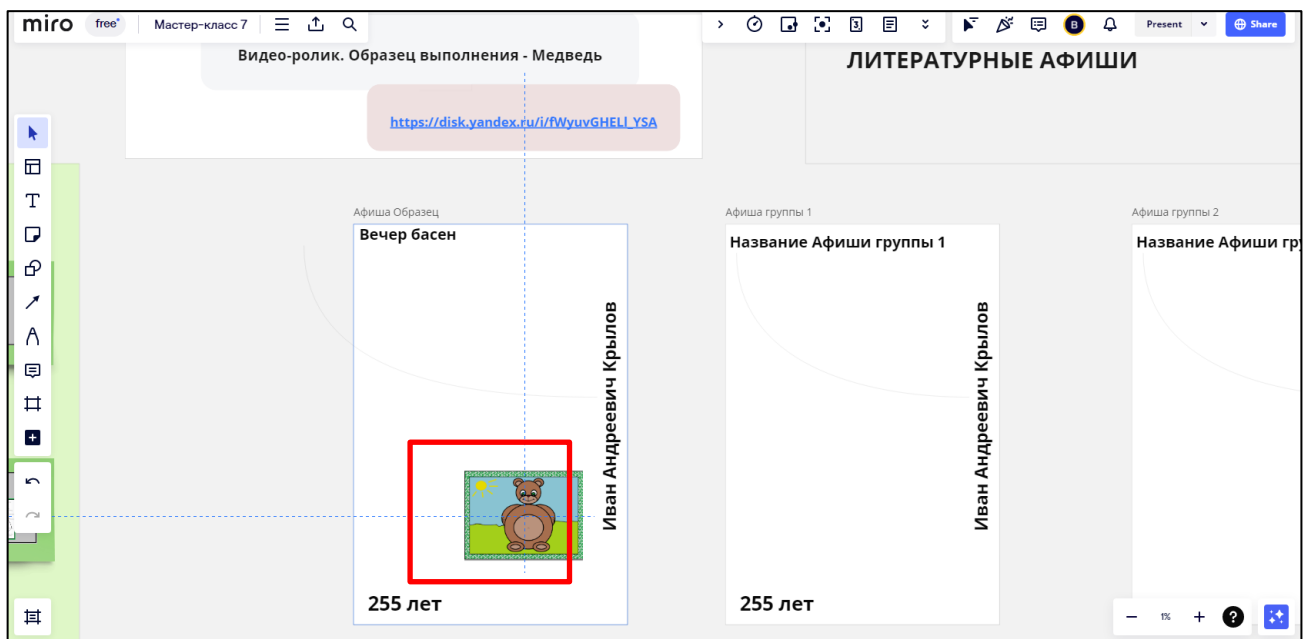 miro free Мастер-класс 7 3 B Present Share
Видео-ролик. Образец выполнения - Медведь
https://disk.yandex.ru/i/fWyuvGHELl_YSA
ЛИТЕРАТУРНЫЕ АФИШИ
T
Афиша Образец
Вечер басен
Иван Андреевич Крылов
255 лет
Афиша группы 1
Название Афиши группы 1
Иван Андреевич Крылов
255 лет
Афиша группы 2
Название Афиши гру
1%